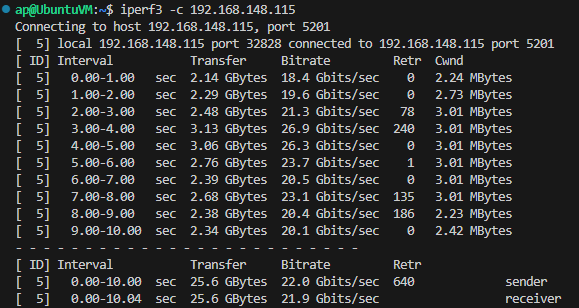 ap@UbuntuVM:~$ iperf3 -c 192.168.148.115
Connecting to host 192.168.148.115, port 5201
[  5] local 192.168.148.115 port 32828 connected to 192.168.148.115 port 5201
[ ID] Interval           Transfer     Bitrate         Retr  Cwnd
[  5]   0.00-1.00   sec  2.14 GBytes  18.4 Gbits/sec    0   2.24 MBytes
[  5]   1.00-2.00   sec  2.29 GBytes  19.6 Gbits/sec    0   2.73 MBytes
[  5]   2.00-3.00   sec  2.48 GBytes  21.3 Gbits/sec   78   3.01 MBytes
[  5]   3.00-4.00   sec  3.13 GBytes  26.9 Gbits/sec  240   3.01 MBytes
[  5]   4.00-5.00   sec  3.06 GBytes  26.3 Gbits/sec    0   3.01 MBytes
[  5]   5.00-6.00   sec  2.76 GBytes  23.7 Gbits/sec    1   3.01 MBytes
[  5]   6.00-7.00   sec  2.39 GBytes  20.5 Gbits/sec    0   3.01 MBytes
[  5]   7.00-8.00   sec  2.68 GBytes  23.1 Gbits/sec  135   3.01 MBytes
[  5]   8.00-9.00   sec  2.38 GBytes  20.4 Gbits/sec  186   2.23 MBytes
[  5]   9.00-10.00  sec  2.34 GBytes  20.1 Gbits/sec    0   2.42 MBytes
- - - - - - - - - - - - - - - - - - - - - - - - -
[ ID] Interval           Transfer     Bitrate         Retr
[  5]   0.00-10.00  sec  25.6 GBytes  22.0 Gbits/sec  640             sender
[  5]   0.00-10.04  sec  25.6 GBytes  21.9 Gbits/sec                  receiver